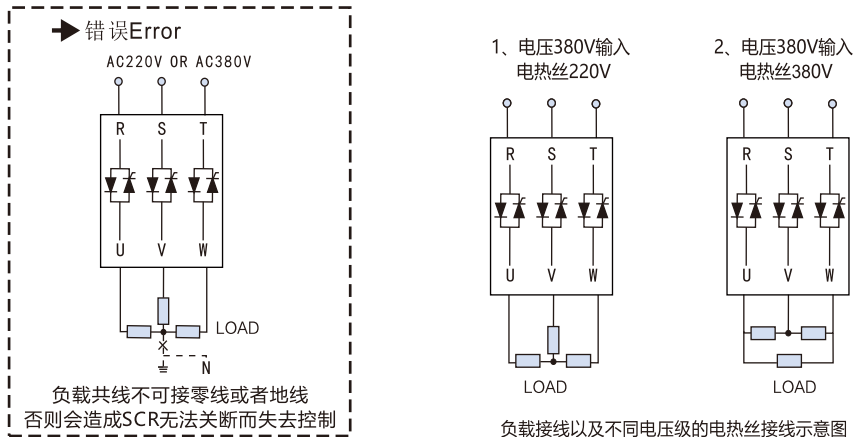 错误Error
AC220V OR AC380V
R S T
U V W
LOAD
N
负载共线不可接零线或者地线
否则会造成SCR无法关断而失去控制
1、电压380V输入
电热丝220V
R S T
U V W
LOAD
2、电压380V输入
电热丝380V
R S T
U V W
LOAD
负载接线以及不同电压级的电热丝接线示意图